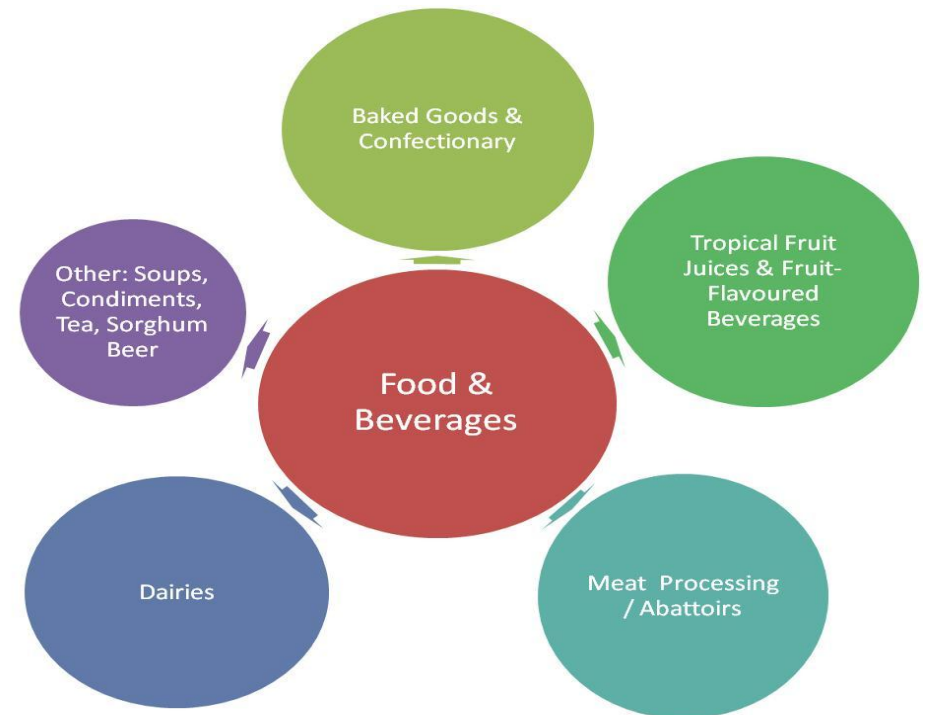 Baked Goods &
Confectionary
Tropical Fruit
Juices & Fruit-
Flavoured
Beverages
Other: Soups,
Condiments,
Tea, Sorghum
Beer
Food &
Beverages
Meat Processing
/ Abattoirs
Dairies